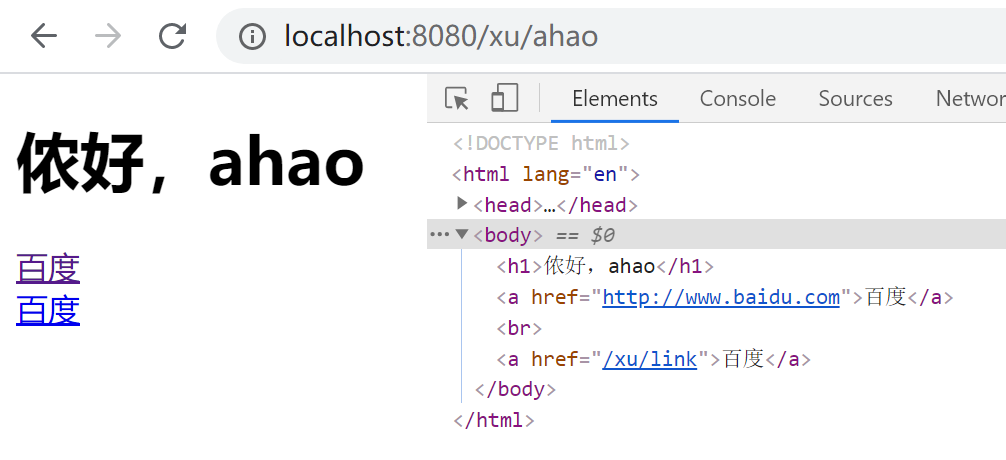 localhost:8080/xu/ahao
侬好，ahao
百度
百度
Elements Console Sources Networ
<!DOCTYPE html>
<html lang="en">
<head>…</head>
<body> == $0
<h1>侬好，ahao</h1>
<a href="http://www.baidu.com">百度</a>
<br>
<a href="/xu/link">百度</a>
</body>
</html>